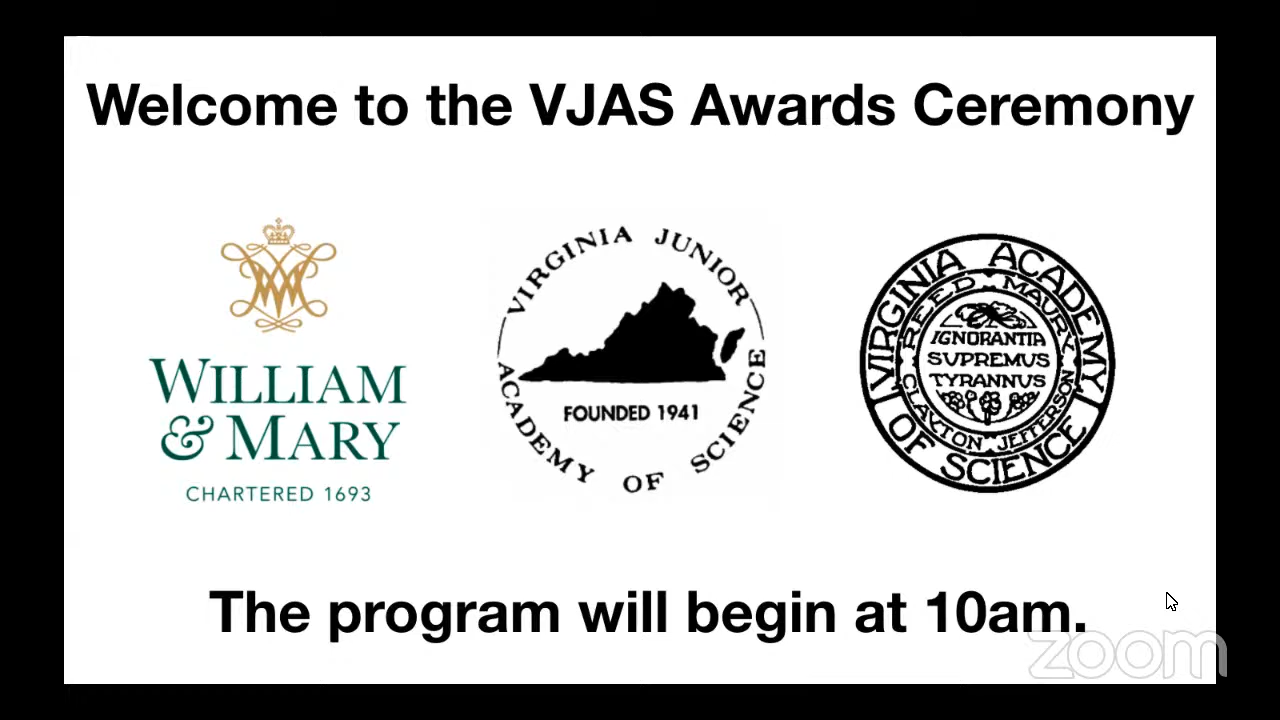 Welcome to the VJAS Awards Ceremony
WILLIAM
& MARY
CHARTERED 1693
VIRGINIA JUNIOR
ACADEMY OF SCIENCE
FOUNDED 1941
VIRGINIA ACADEMY
OF SCIENCE
REED MAURY
CLAYTON JEFFERSON
IGNORANTIA
SUPREMUS
TYRANNUS
The program will begin at 10am.
zoom